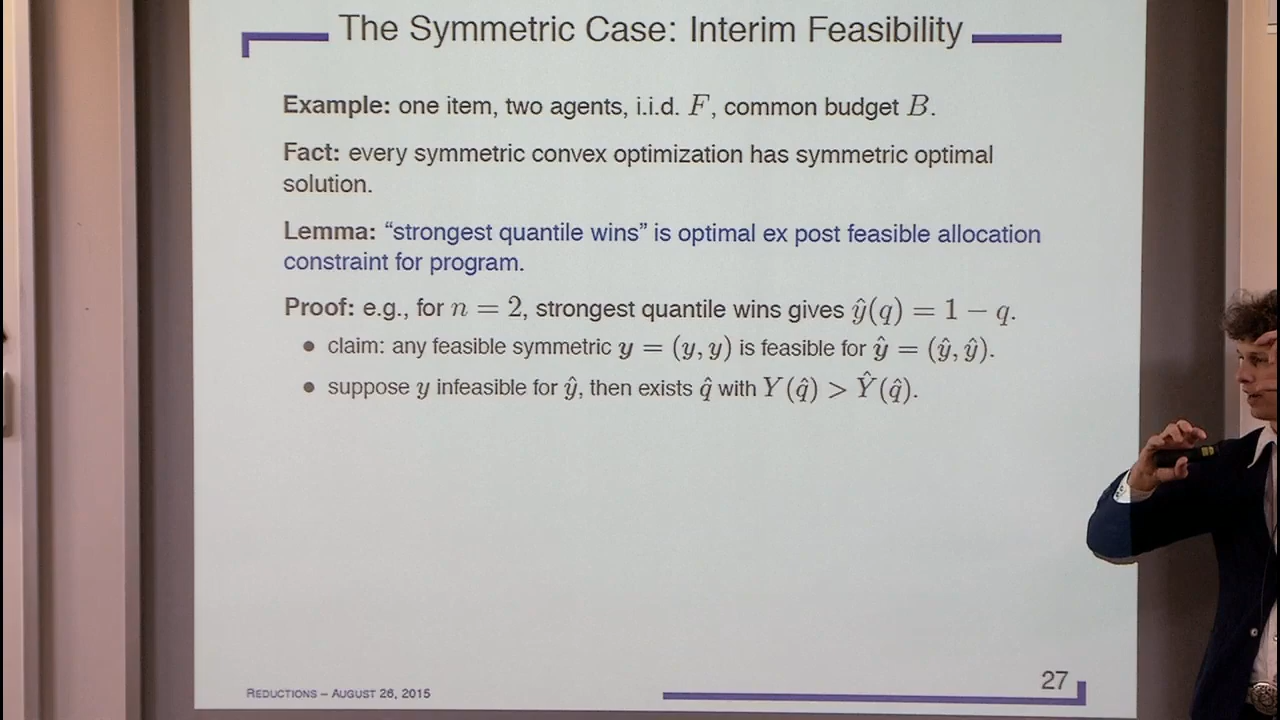 The Symmetric Case: Interim Feasibility
Example: one item, two agents, i.i.d. F, common budget B.
Fact: every symmetric convex optimization has symmetric optimal
solution.
Lemma: “strongest quantile wins” is optimal ex post feasible allocation
constraint for program.
Proof: e.g., for n = 2, strongest quantile wins gives ŷ(q) = 1 − q.
• claim: any feasible symmetric y = (y, y) is feasible for ŷ = (ŷ, ŷ).
• suppose y infeasible for ŷ, then exists q̂ with Y(q̂) > Ŷ(q̂).
REDUCTIONS – AUGUST 26, 2015
27